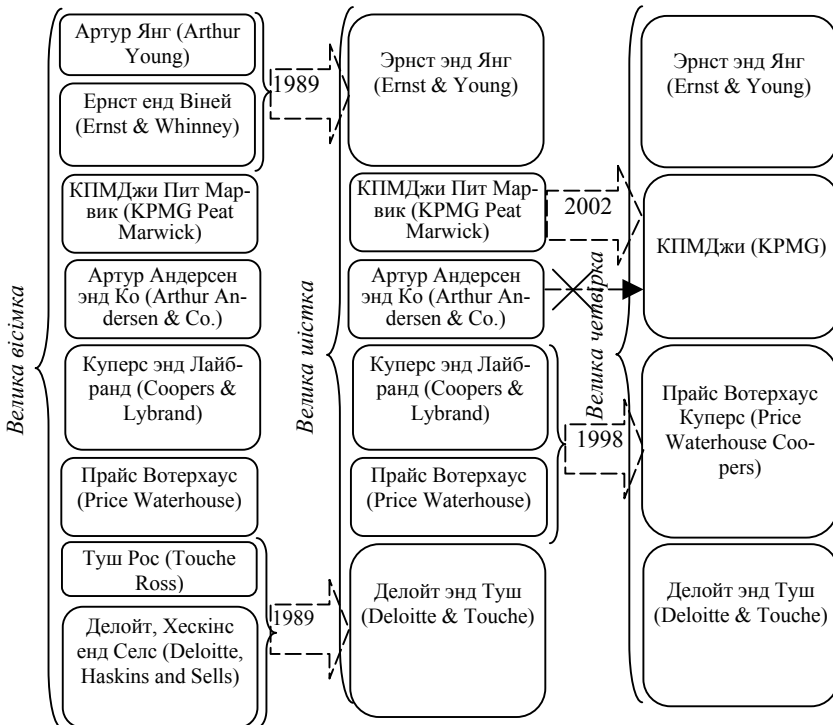 Велика вісімка
Артур Янг (Arthur
Young)
Ернст енд Віней
(Ernst & Whinney)
КПМДжи Пит Мар-
вик (KPMG Peat
Marwick)
Артур Андерсен
энд Ко (Arthur An-
dersen & Co.)
Куперс энд Лайб-
ранд (Coopers &
Lybrand)
Прайс Вотерхаус
(Price Waterhouse)
Туш Рос (Touche
Ross)
Делойт, Хескінс
енд Селс (Deloitte,
Haskins and Sells)
1989
1989
Велика шістка
Эрнст энд Янг
(Ernst & Young)
КПМДжи Пит Мар-
вик (KPMG Peat
Marwick)
Артур Андерсен
энд Ко (Arthur An-
dersen & Co.)
Куперс энд Лайб-
ранд (Coopers &
Lybrand)
Прайс Вотерхаус
(Price Waterhouse)
Делойт энд Туш
(Deloitte & Touche)
2002
1998
Велика четвірка
Эрнст энд Янг
(Ernst & Young)
КПМДжи (KPMG)
Прайс Вотерхаус
Куперс (Price
Waterhouse Coo-
pers)
Делойт энд Туш
(Deloitte & Touche)